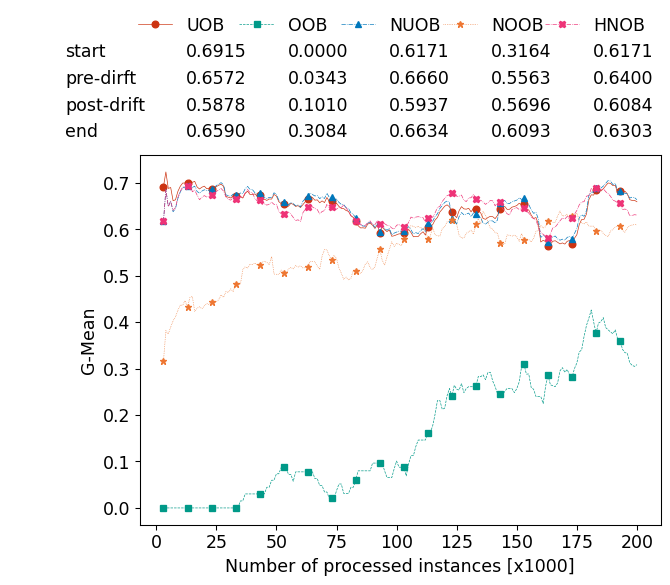 UOB OOB NUOB NOOB HNOB
start 0.6915 0.0000 0.6171 0.3164 0.6171
pre-dirft 0.6572 0.0343 0.6660 0.5563 0.6400
post-drift 0.5878 0.1010 0.5937 0.5696 0.6084
end 0.6590 0.3084 0.6634 0.6093 0.6303
0.7
0.6
0.5
0.4
0.3
0.2
0.1
0.0
G-Mean
0 25 50 75 100 125 150 175 200
Number of processed instances [x1000]